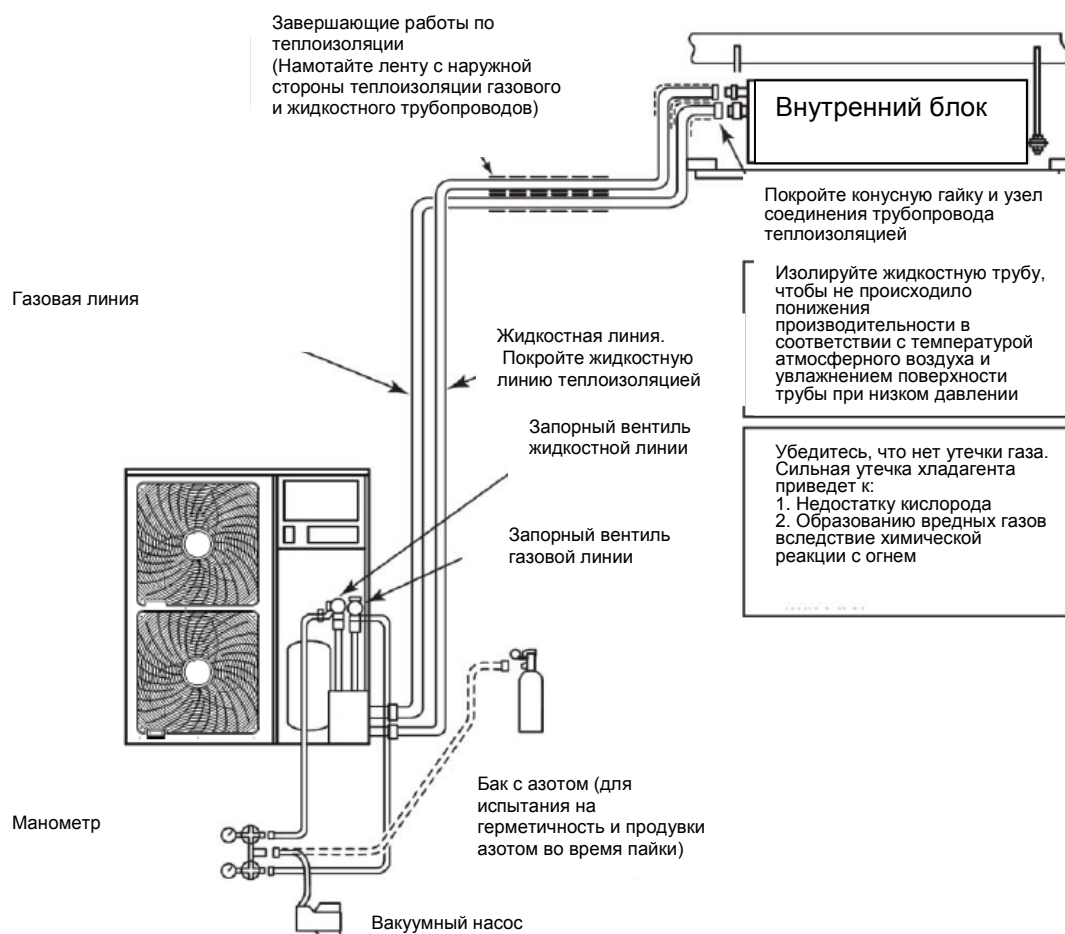 Завершающие работы по
теплоизоляции
(Намотайте ленту с наружной
стороны теплоизоляции газового
и жидкостного трубопроводов)
Внутренний блок
Покройте конусную гайку и узел
соединения трубопровода
теплоизоляцией
Газовая линия
Изолируйте жидкостную трубу,
чтобы не происходило
понижения
производительности в
соответствии с температурой
атмосферного воздуха и
увлажнением поверхности
трубы при низком давлении
Жидкостная линия.
Покройте жидкостную
линию теплоизоляцией
Запорный вентиль
жидкостной линии
Убедитесь, что нет утечки газа.
Сильная утечка хладагента
приведет к:
1. Недостатку кислорода
2. Образованию вредных газов
вследствие химической
реакции с огнем
Запорный вентиль
газовой линии
Бак с азотом (для
испытания на
герметичность и продувки
азотом во время пайки)
Манометр
Вакуумный насос